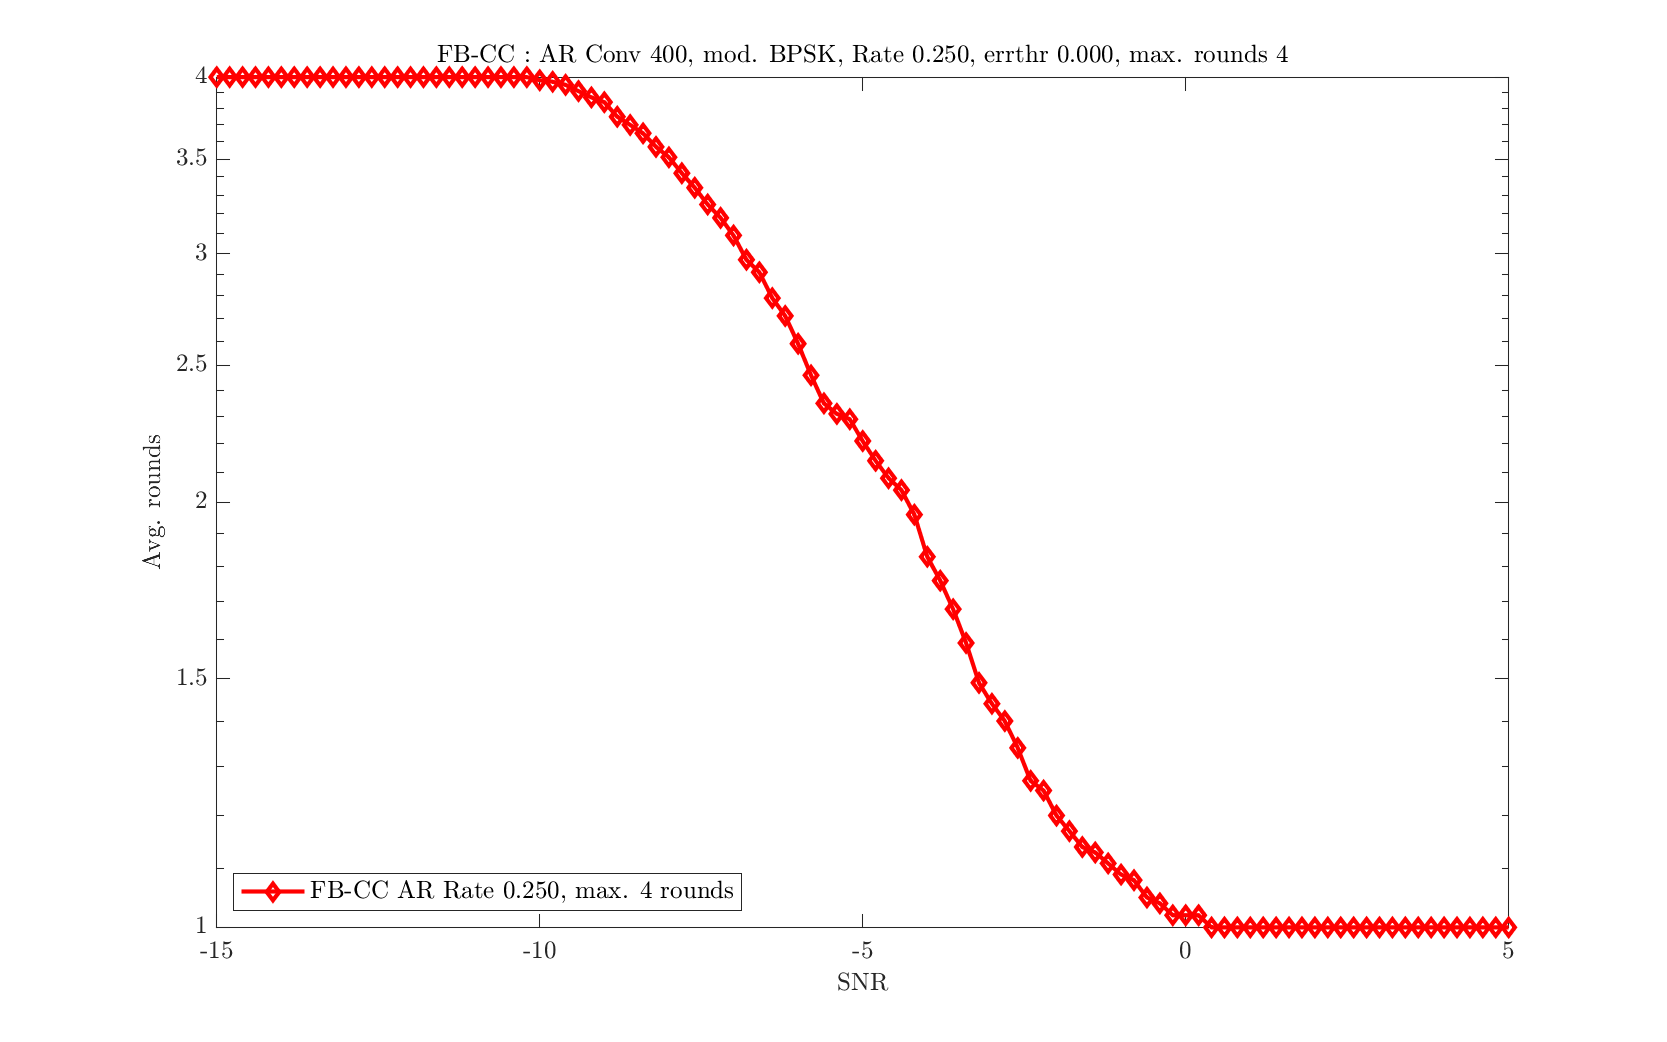 FB-CC : AR Conv 400, mod. BPSK, Rate 0.250, errthr 0.000, max. rounds 4
4
3.5
3
2.5
2
1.5
1
Avg. rounds
FB-CC AR Rate 0.250, max. 4 rounds
-15 -10 -5 0 5
SNR